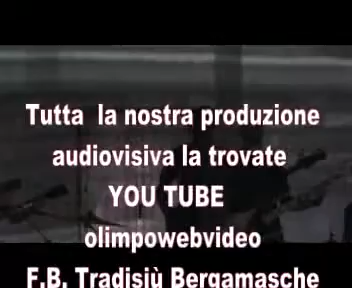 Tutta la nostra produzione
audiovisiva la trovate
YOU TUBE
olimpowebvideo
F.B. Tradisiù Bergamasche